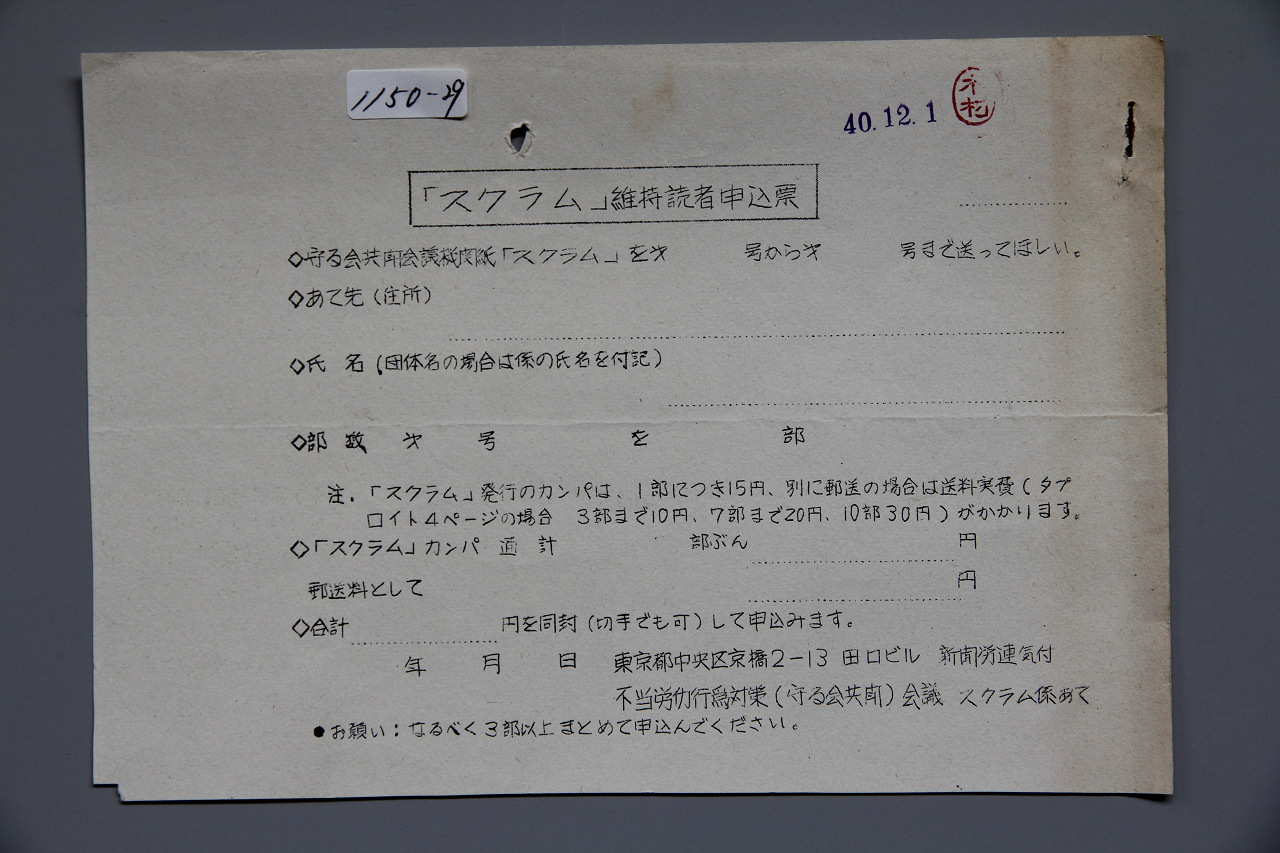 1150-29
40.12.1
「スクラム」維持読者申込票
◇守る会共闘会議機関紙「スクラム」を才 号から才 号まで送ってほしい。
◇あて先(住所)
◇氏 名(団体名の場合は係の氏名を付記)
◇部 数 才 号 を 部
注.「スクラム」発行のカンパは、1部につき15円、別に郵送の場合は送料実費(タブ
ロイト4ページの場合 3部まで10円、7部まで20円、10部30円)がかかります。
◇「スクラム」カンパ 計 部ぶん 円
郵送料として 円
◇合計 円を同封(切手でも可)して申込みます。
年 月 日 東京都中央区京橋2-13 田口ビル 新聞労連気付
不当労仂行為対策(守る会共闘)会議 スクラム係あて
●お願い:なるべく3部以上まとめて申込んでください。